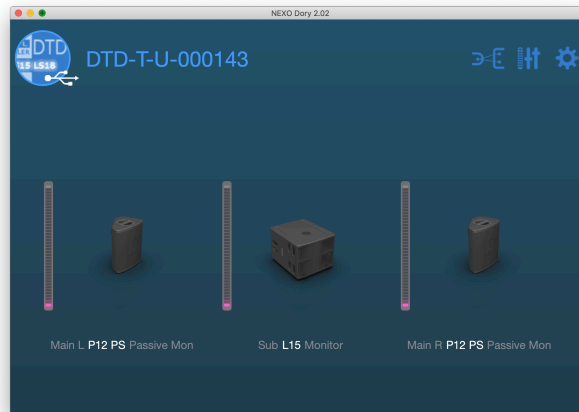 NEXO Dory 2.02
DTD
S15 LS18
DTD-T-U-000143
Main L P12 PS Passive Mon
Sub L15 Monitor
Main R P12 PS Passive Mon